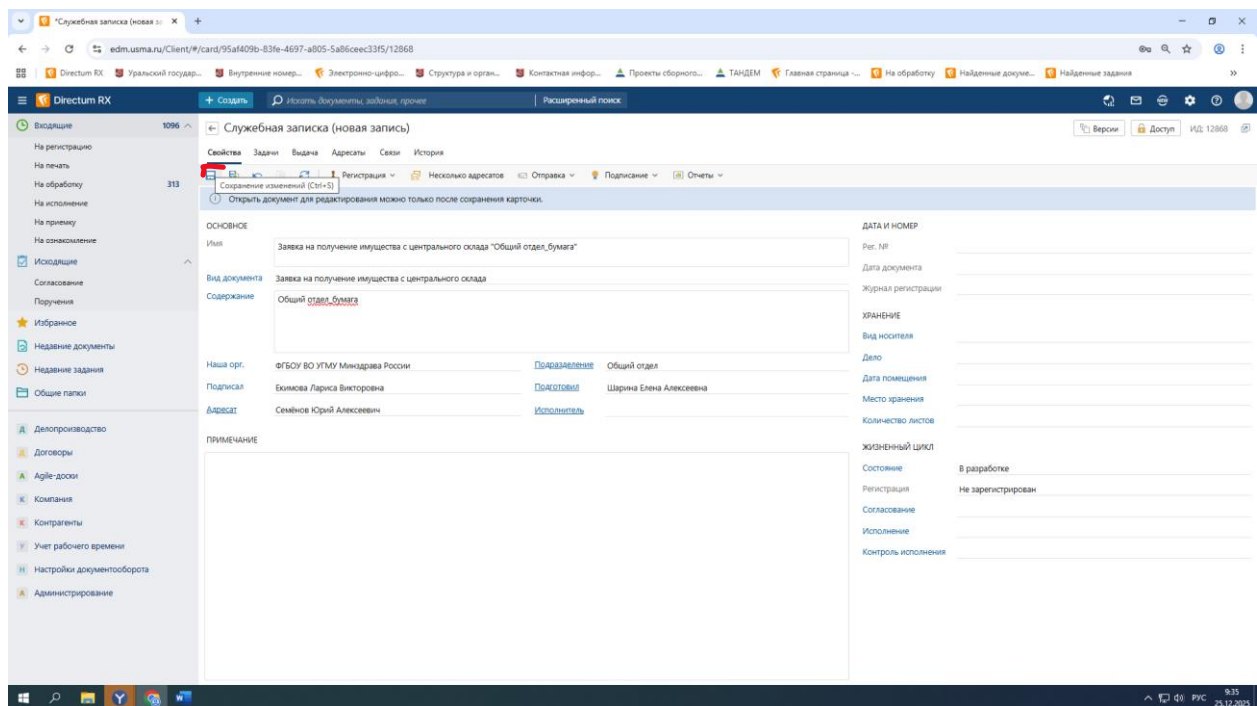 *Служебная записка (новая за
edm.usma.ru/Client/#/card/95af409b-83fe-4697-a805-5a86ceec33f5/12868
Directum RX Уральский государ... Внутренние номер... Электронно-цифро... Структура и орган... Контактная инфор... Проекты сборного... ТАНДЕМ Главная страница -... На обработку Найденные докуме... Найденные задания
Directum RX + Создать Искать документы, задания, прочее Расширенный поиск
Входящие 1096
На регистрацию
На печать
На обработку 313
На исполнение
На приемку
На ознакомление
Исходящие
Согласование
Поручения
Избранное
Недавние документы
Недавние задания
Общие папки
Делопроизводство
Договоры
Agile-доски
Компания
Контрагенты
Учет рабочего времени
Настройки документооборота
Администрирование
Служебная записка (новая запись) Версии Доступ ИД: 12868
Свойства Задачи Выдача Адресаты Связи История
Регистрация Несколько адресатов Отправка Подписание Отчеты
Сохранение изменений (Ctrl+S)
Открыть документ для редактирования можно только после сохранения карточки.
ОСНОВНОЕ
Имя Заявка на получение имущества с центрального склада "Общий отдел_бумага"
Вид документа Заявка на получение имущества с центрального склада
Содержание Общий отдел_бумага
Наша орг. ФГБОУ ВО УГМУ Минздрава России Подразделение Общий отдел
Подписал Екимова Лариса Викторовна Подготовил Шарина Елена Алексеевна
Адресат Семёнов Юрий Алексеевич Исполнитель
ПРИМЕЧАНИЕ
ДАТА И НОМЕР
Рег. №
Дата документа
Журнал регистрации
ХРАНЕНИЕ
Вид носителя
Дело
Дата помещения
Место хранения
Количество листов
ЖИЗНЕННЫЙ ЦИКЛ
Состояние В разработке
Регистрация Не зарегистрирован
Согласование
Исполнение
Контроль исполнения
РУС 9:35
25.12.2025